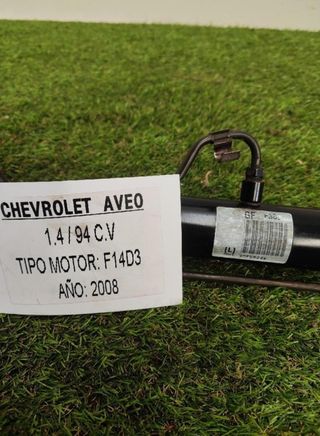 CHEVROLET AVEO
1.4 / 94 C.V
TIPO MOTOR: F14D3
AÑO: 2008